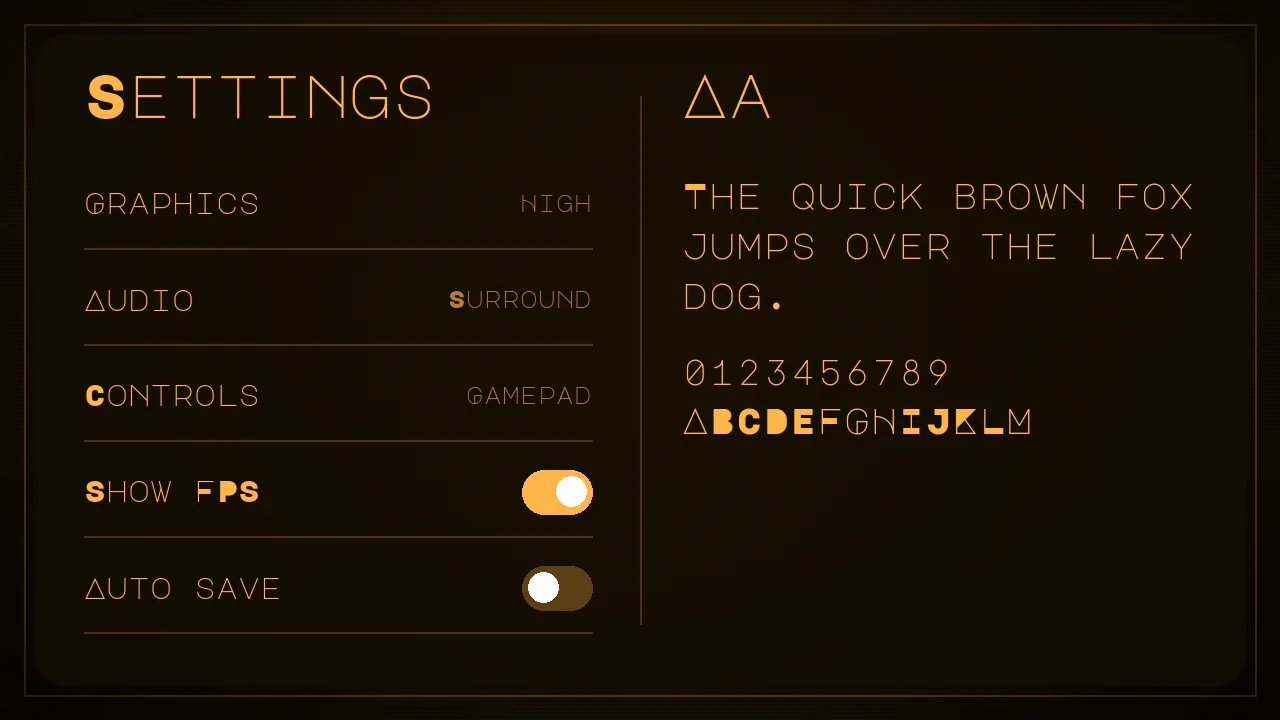 Settings
Graphics
High
Audio
Surround
Controls
Gamepad
Show FPS
Auto Save
Aa
The quick brown fox
jumps over the lazy
dog.
0123456789
ABCDEFGHIJKLM